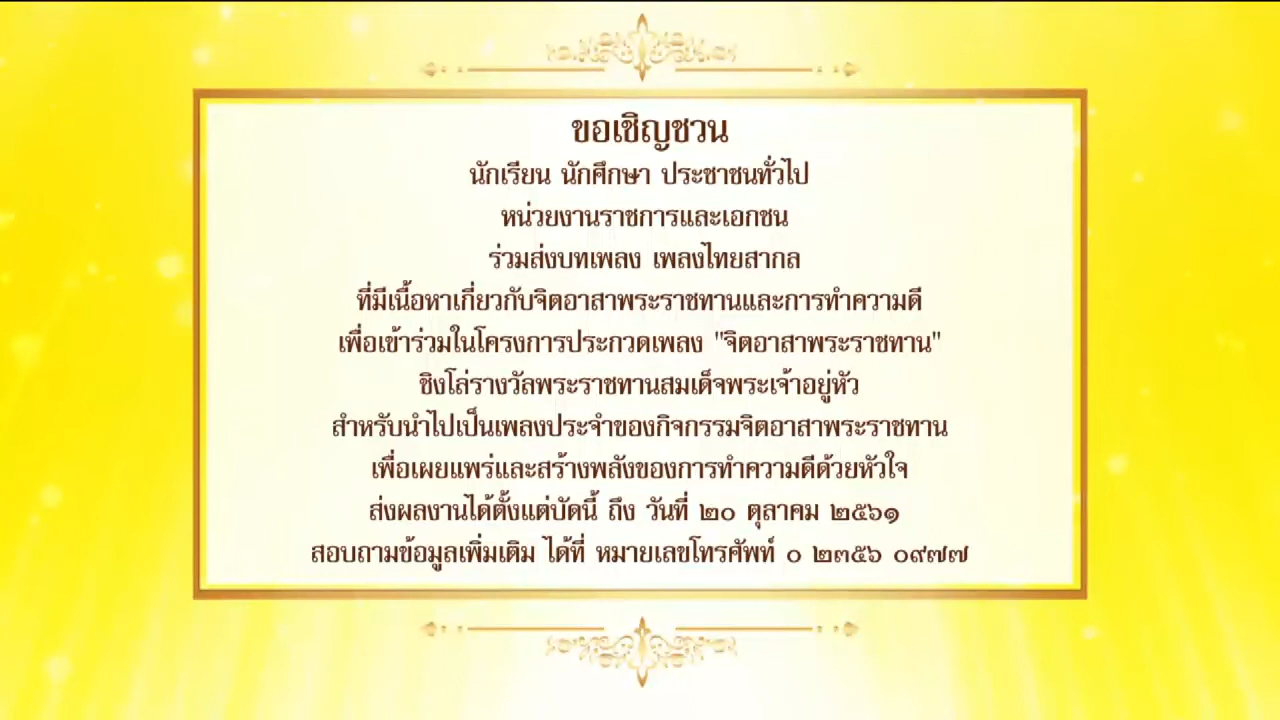 ขอเชิญชวน
นักเรียน นักศึกษา ประชาชนทั่วไป
หน่วยงานราชการและเอกชน
ร่วมส่งบทเพลง เพลงไทยสากล
ที่มีเนื้อหาเกี่ยวกับจิตอาสาพระราชทานและการทำความดี
เพื่อเข้าร่วมในโครงการประกวดเพลง "จิตอาสาพระราชทาน"
ชิงโล่รางวัลพระราชทานสมเด็จพระเจ้าอยู่หัว
สำหรับนำไปเป็นเพลงประจำของกิจกรรมจิตอาสาพระราชทาน
เพื่อเผยแพร่และสร้างพลังของการทำความดีด้วยหัวใจ
ส่งผลงานได้ตั้งแต่บัดนี้ ถึง วันที่ ๒๐ ตุลาคม ๒๕๖๑
สอบถามข้อมูลเพิ่มเติม ได้ที่ หมายเลขโทรศัพท์ ๐ ๒๓๕๖ ๐๙๗๗